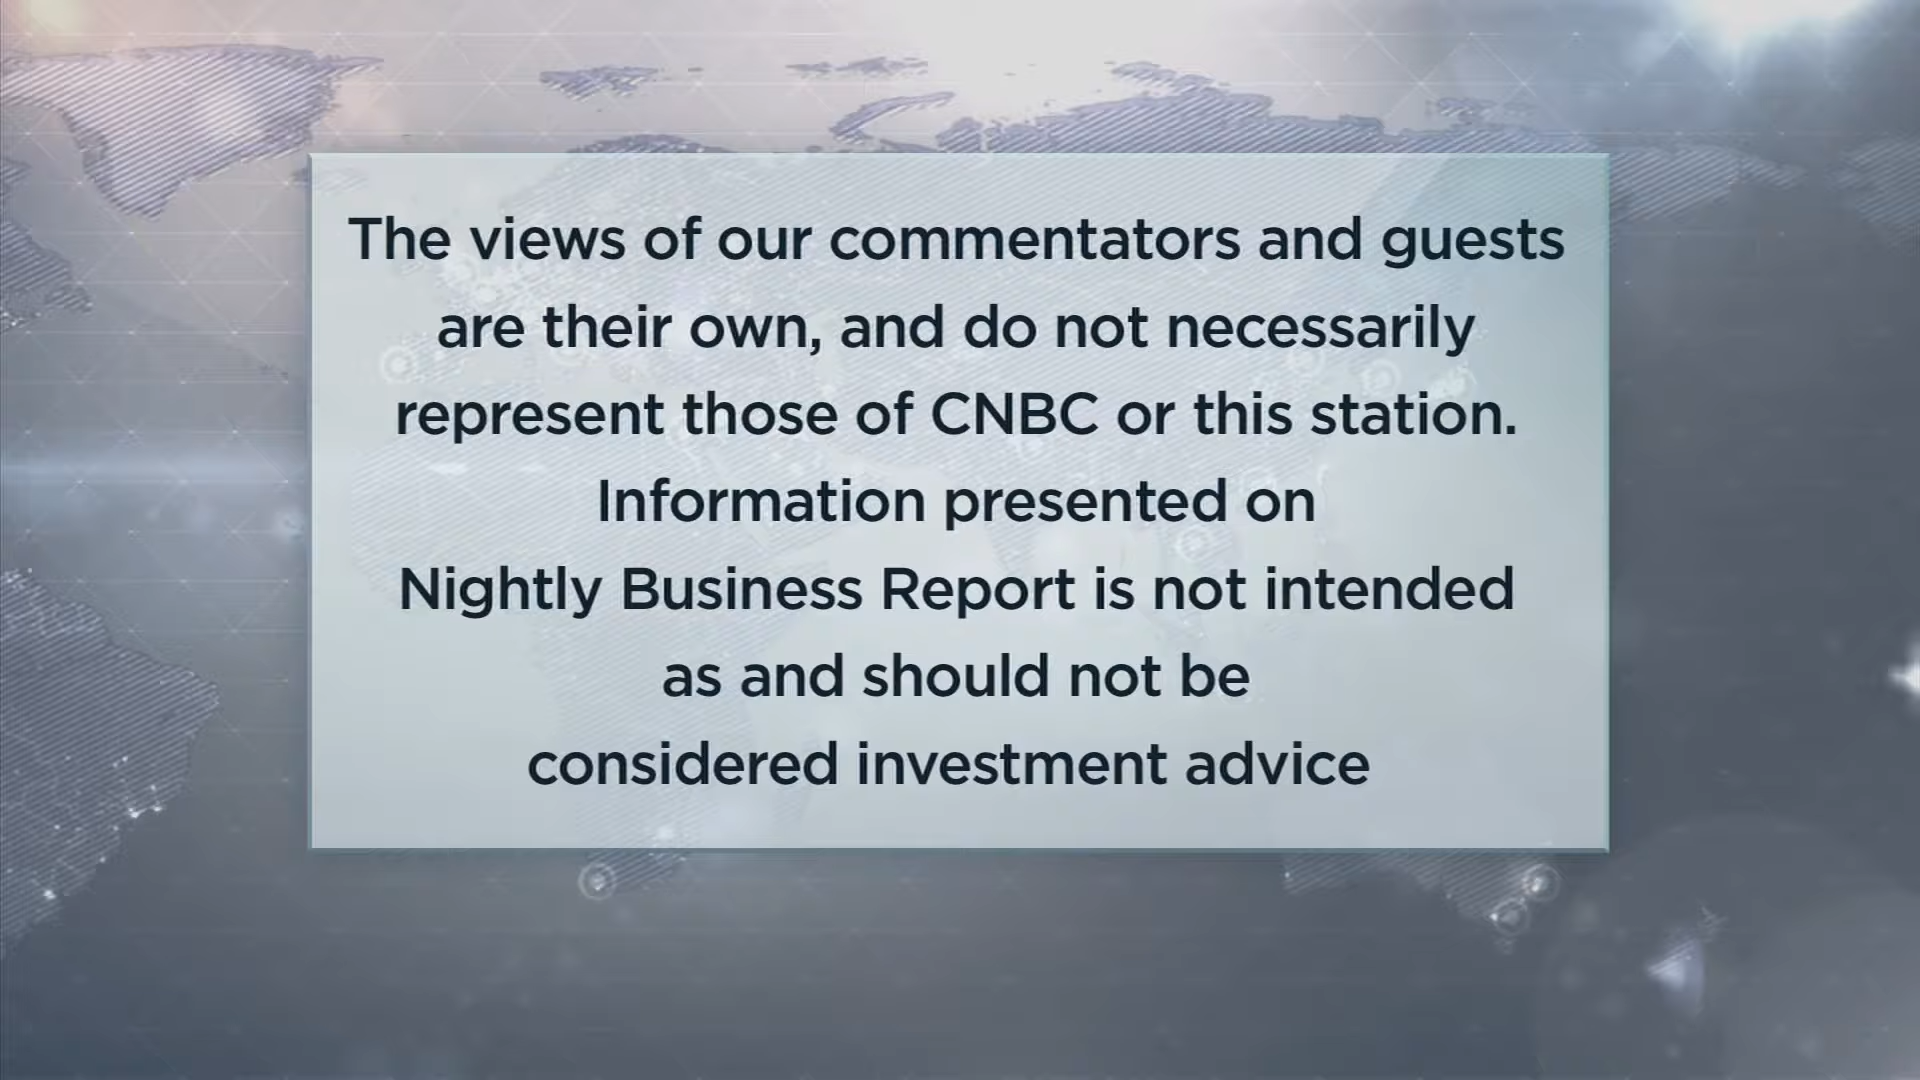 The views of our commentators and guests
are their own, and do not necessarily
represent those of CNBC or this station.
Information presented on
Nightly Business Report is not intended
as and should not be
considered investment advice